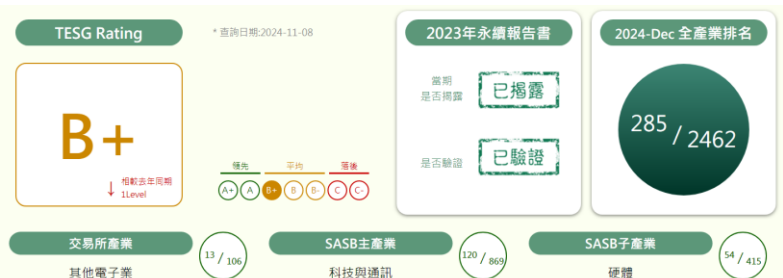 TESG Rating
* 查詢日期:2024-11-08
B+
↓ 相較去年同期
1Level
領先 平均 落後
A+ A B+ B B- C C-
2023年永續報告書
當期
是否揭露
已揭露
是否驗證
已驗證
2024-Dec 全產業排名
285 / 2462
交易所產業
其他電子業
13 / 106
SASB主產業
科技與通訊
120 / 869
SASB子產業
硬體
54 / 415